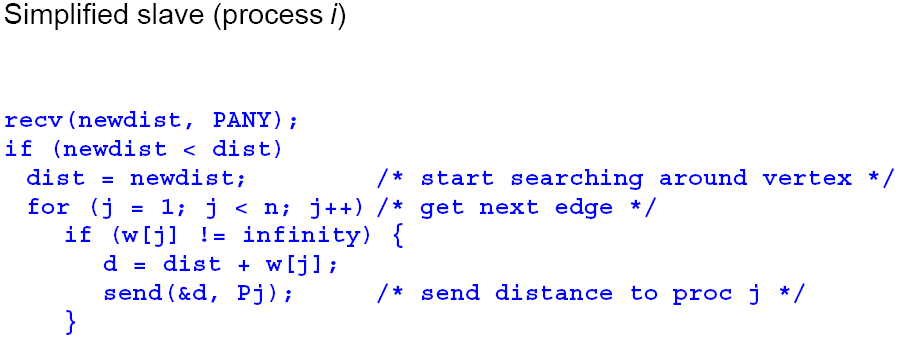 Simplified slave (process i)
recv(newdist, PANY);
if (newdist < dist)
dist = newdist; /* start searching around vertex */
for (j = 1; j < n; j++) /* get next edge */
if (w[j] != infinity) {
d = dist + w[j];
send(&d, Pj); /* send distance to proc j */
}